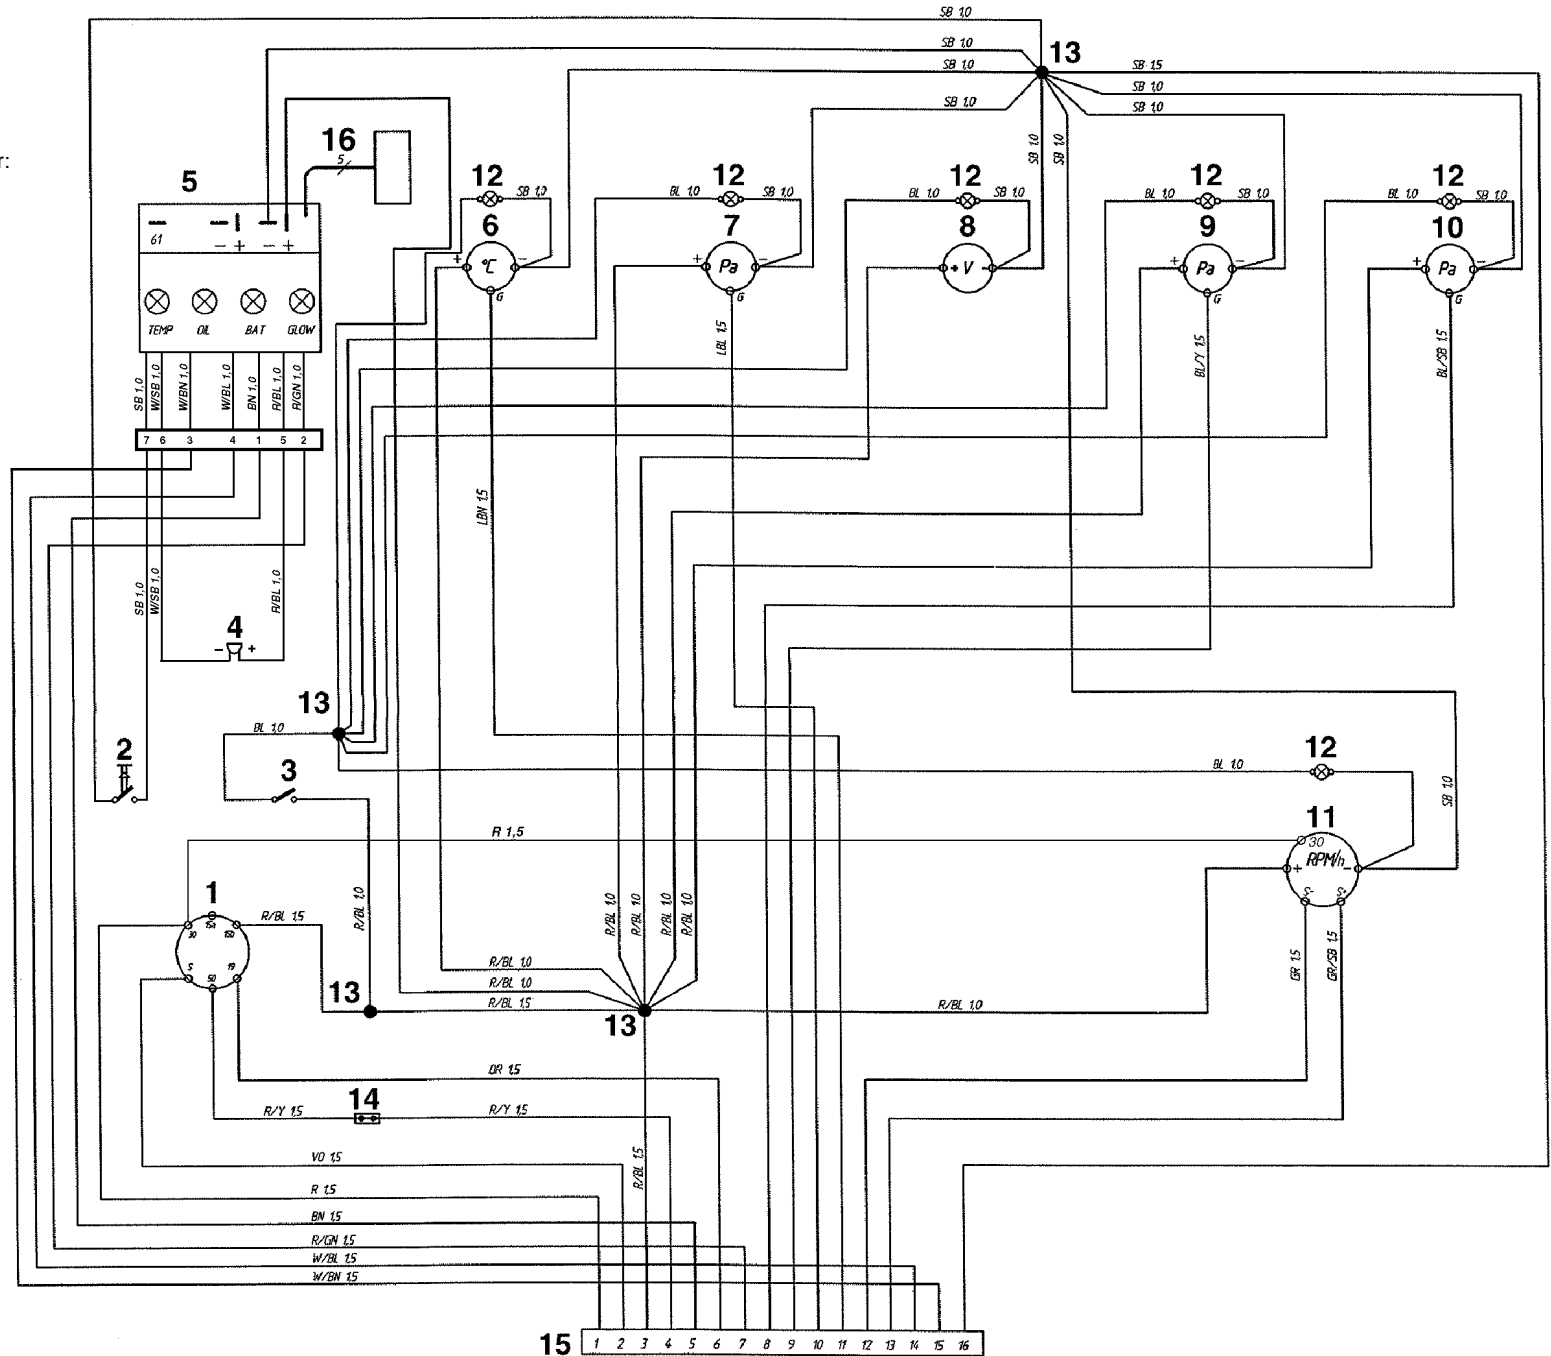 SB 1,0
SB 1,0
13
SB 1,0
SB 1,5
SB 1,0
SB 1,0
SB 1,0
r:
16
5
SB 1,0
SB 1,0
5
12
SB 1,0
BL 1,0
12
SB 1,0
BL 1,0
12
SB 1,0
BL 1,0
12
SB 1,0
BL 1,0
12
SB 1,0
6
7
8
9
10
61
− + − +
+ °C −
G
+ Pa −
G
+ V −
+ Pa −
G
+ Pa −
G
TEMP OIL BAT GLOW
LBL 1,5
BL/Y 1,5
BL/SB 1,5
SB 1,0
W/SB 1,0
W/BN 1,0
W/BL 1,0
BN 1,0
R/BL 1,0
R/GN 1,0
7 6 3 4 1 5 2
LBN 1,5
SB 1,0
W/SB 1,0
R/BL 1,0
4
− +
13
BL 1,0
2
3
12
BL 1,0
SB 1,0
R 1,5
11
30
RPM/h
+ −
S- S+
1
30 15a 15b
S 50 19
R/BL 1,5
R/BL 1,0
R/BL 1,0
R/BL 1,0
R/BL 1,0
R/BL 1,0
GR 1,5
GR/SB 1,5
R/BL 1,0
R/BL 1,0
13
R/BL 1,5
13
R/BL 1,0
OR 1,5
R/Y 1,5
14
R/Y 1,5
R/BL 1,5
VO 1,5
R 1,5
BN 1,5
R/GN 1,5
W/BL 1,5
W/BN 1,5
15
1 2 3 4 5 6 7 8 9 10 11 12 13 14 15 16